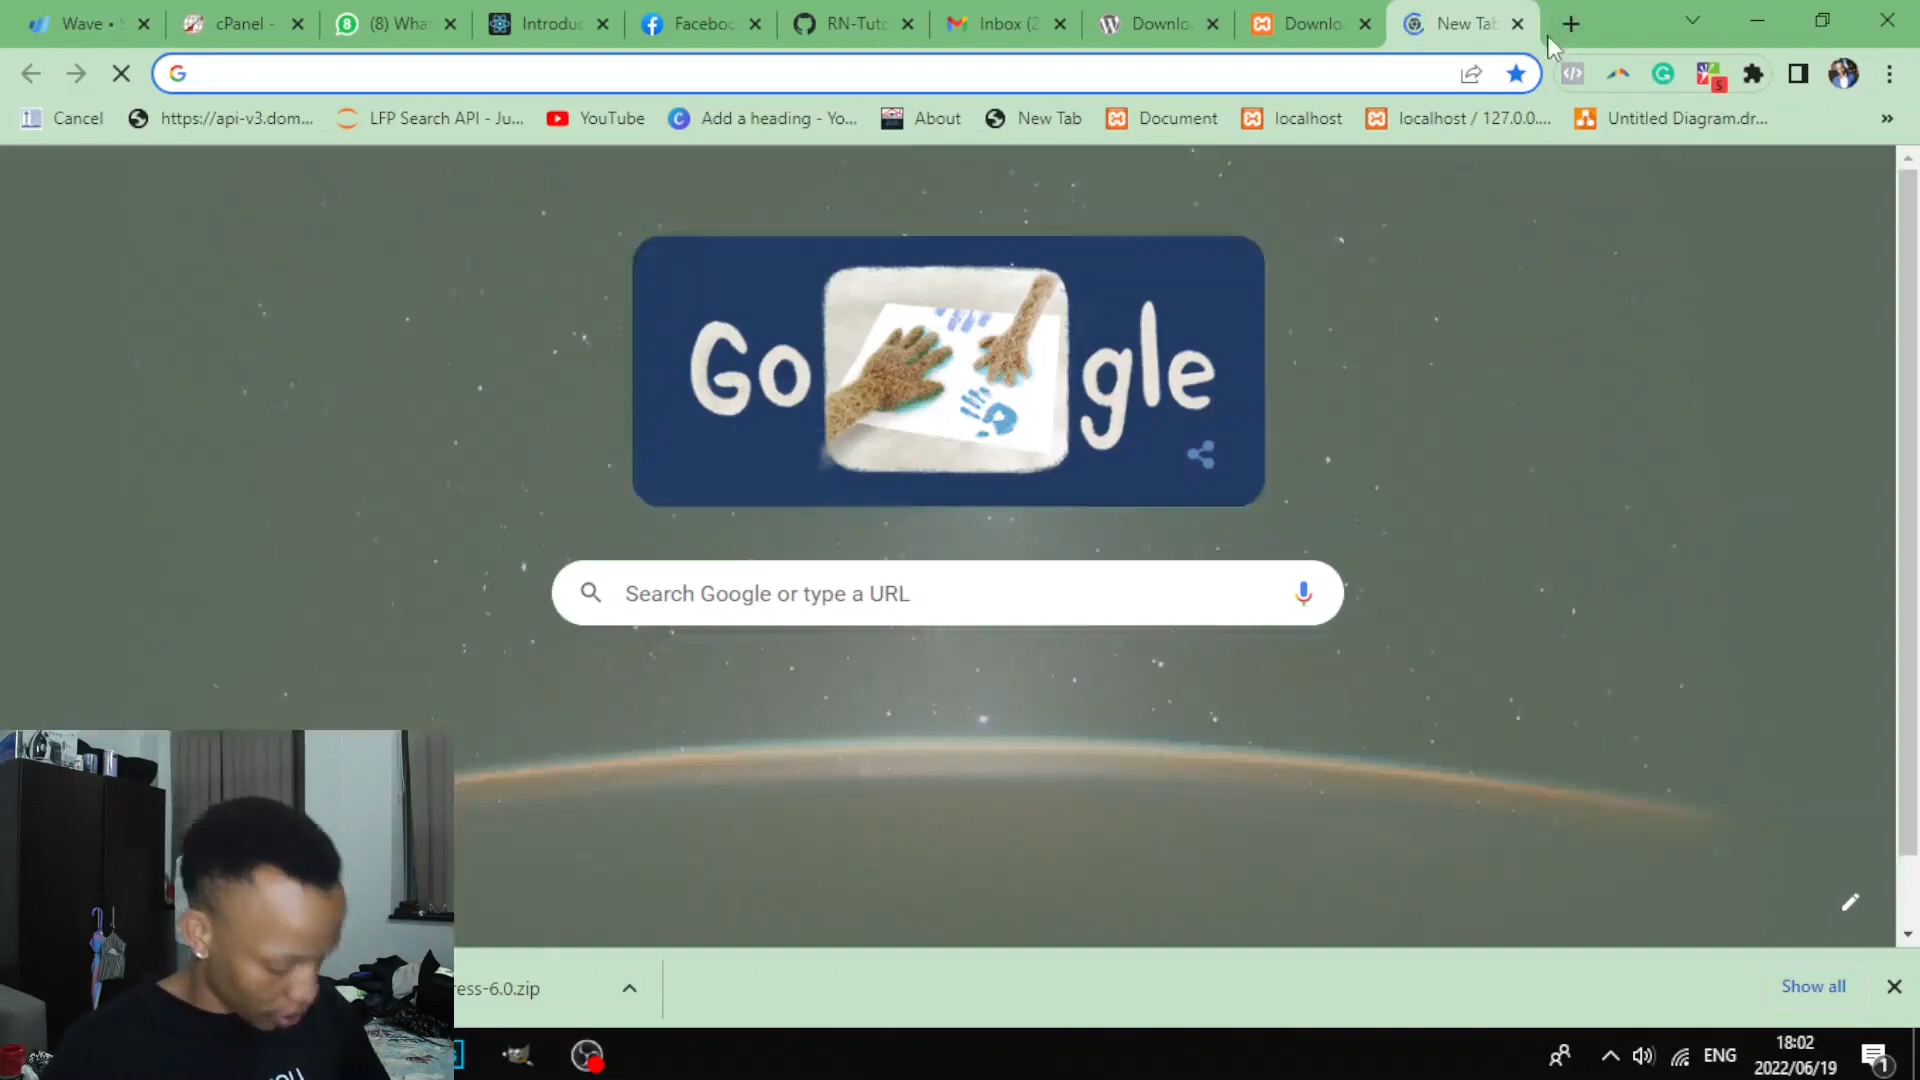 Wave •
cPanel -
(8) Wha
Introduc
Faceboo
RN-Tuto
Inbox (2
Downlo
Downlo
New Tab
Cancel
https://api-v3.dom...
LFP Search API - Ju...
YouTube
Add a heading - Yo...
About
New Tab
Document
localhost
localhost / 127.0.0....
Untitled Diagram.dr...
»
5
Go gle
Search Google or type a URL
ress-6.0.zip
Show all
ENG
18:02
2022/06/19
1